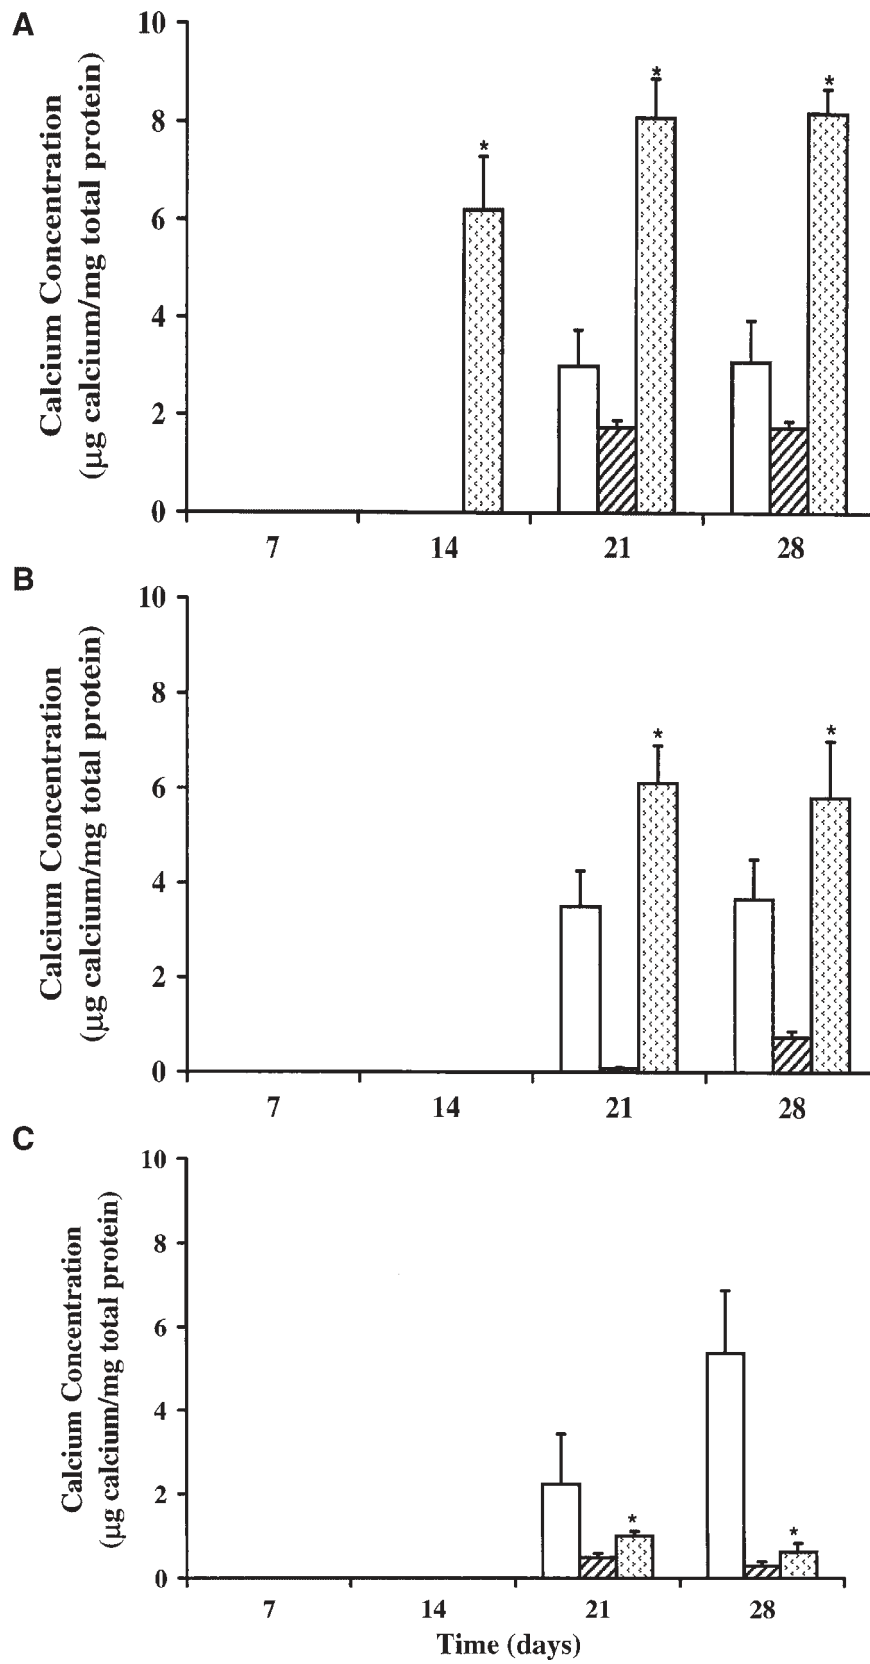 A
Calcium Concentration
(μg calcium/mg total protein)
10
8
6
4
2
0
*
*
*
7 14 21 28
B
Calcium Concentration
(μg calcium/mg total protein)
10
8
6
4
2
0
*
*
7 14 21 28
C
Calcium Concentration
(μg calcium/mg total protein)
10
8
6
4
2
0
*
*
7 14 21 28
Time (days)